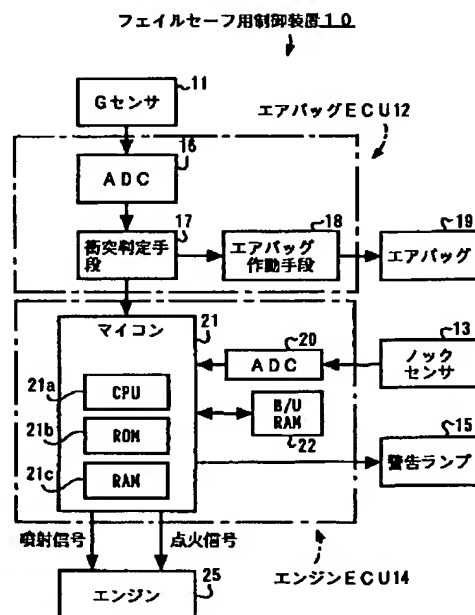 フェイルセーフ用制御装置10
Gセンサ
11
エアバッグECU12
ADC
16
衝突判定手段
17
エアバッグ作動手段
18
エアバッグ
19
マイコン
21
ADC
20
ノックセンサ
13
21a
CPU
21b
ROM
21c
RAM
B/U RAM
22
警告ランプ
15
噴射信号
点火信号
エンジン
25
エンジンECU14